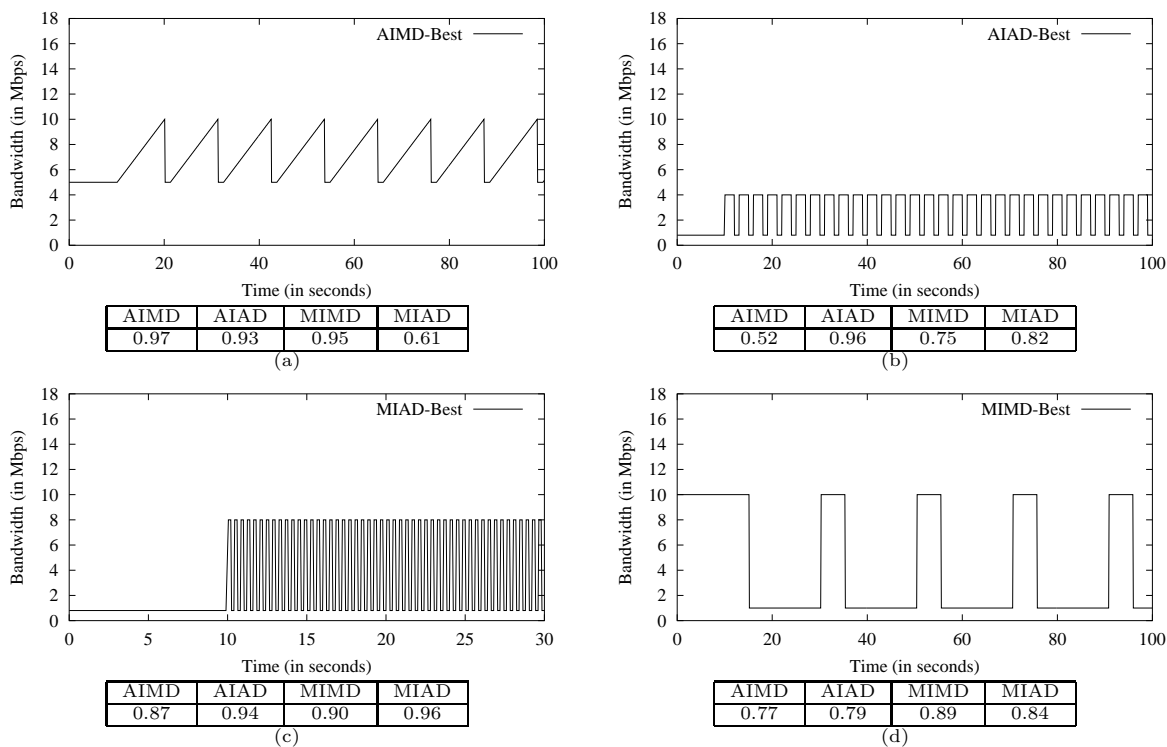 18
16
14
12
10
8
6
4
2
0
Bandwidth (in Mbps)
AIMD-Best
0 20 40 60 80 100
Time (in seconds)
AIMD AIAD MIMD MIAD
0.97 0.93 0.95 0.61
(a)
18
16
14
12
10
8
6
4
2
0
Bandwidth (in Mbps)
AIAD-Best
0 20 40 60 80 100
Time (in seconds)
AIMD AIAD MIMD MIAD
0.52 0.96 0.75 0.82
(b)
18
16
14
12
10
8
6
4
2
0
Bandwidth (in Mbps)
MIAD-Best
0 5 10 15 20 25 30
Time (in seconds)
AIMD AIAD MIMD MIAD
0.87 0.94 0.90 0.96
(c)
18
16
14
12
10
8
6
4
2
0
Bandwidth (in Mbps)
MIMD-Best
0 20 40 60 80 100
Time (in seconds)
AIMD AIAD MIMD MIAD
0.77 0.79 0.89 0.84
(d)